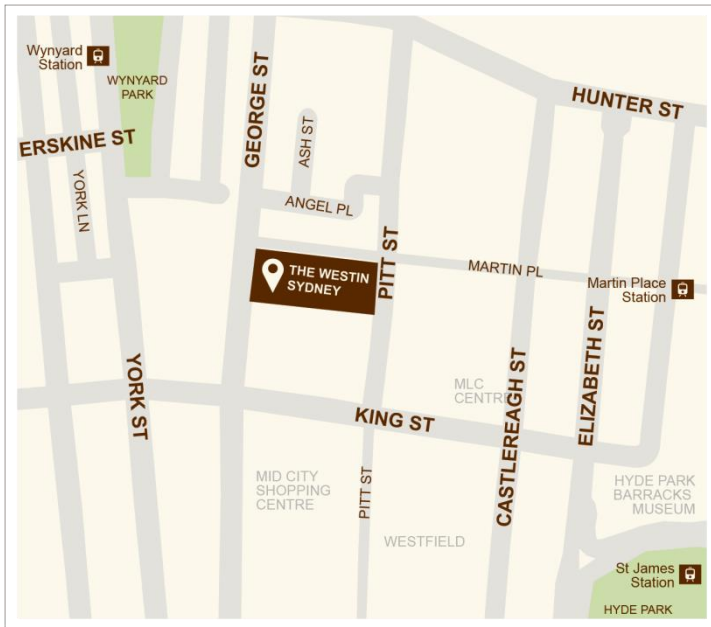 Wynyard
Station
WYNYARD
PARK
HUNTER ST
GEORGE ST
ERSKINE ST
ASH ST
YORK LN
ANGEL PL
PITT ST
MARTIN PL
THE WESTIN
SYDNEY
Martin Place
Station
ELIZABETH ST
CASTLEREAGH ST
YORK ST
MLC
CENTRE
KING ST
MID CITY
SHOPPING
CENTRE
PITT ST
HYDE PARK
BARRACKS
MUSEUM
WESTFIELD
St James
Station
HYDE PARK